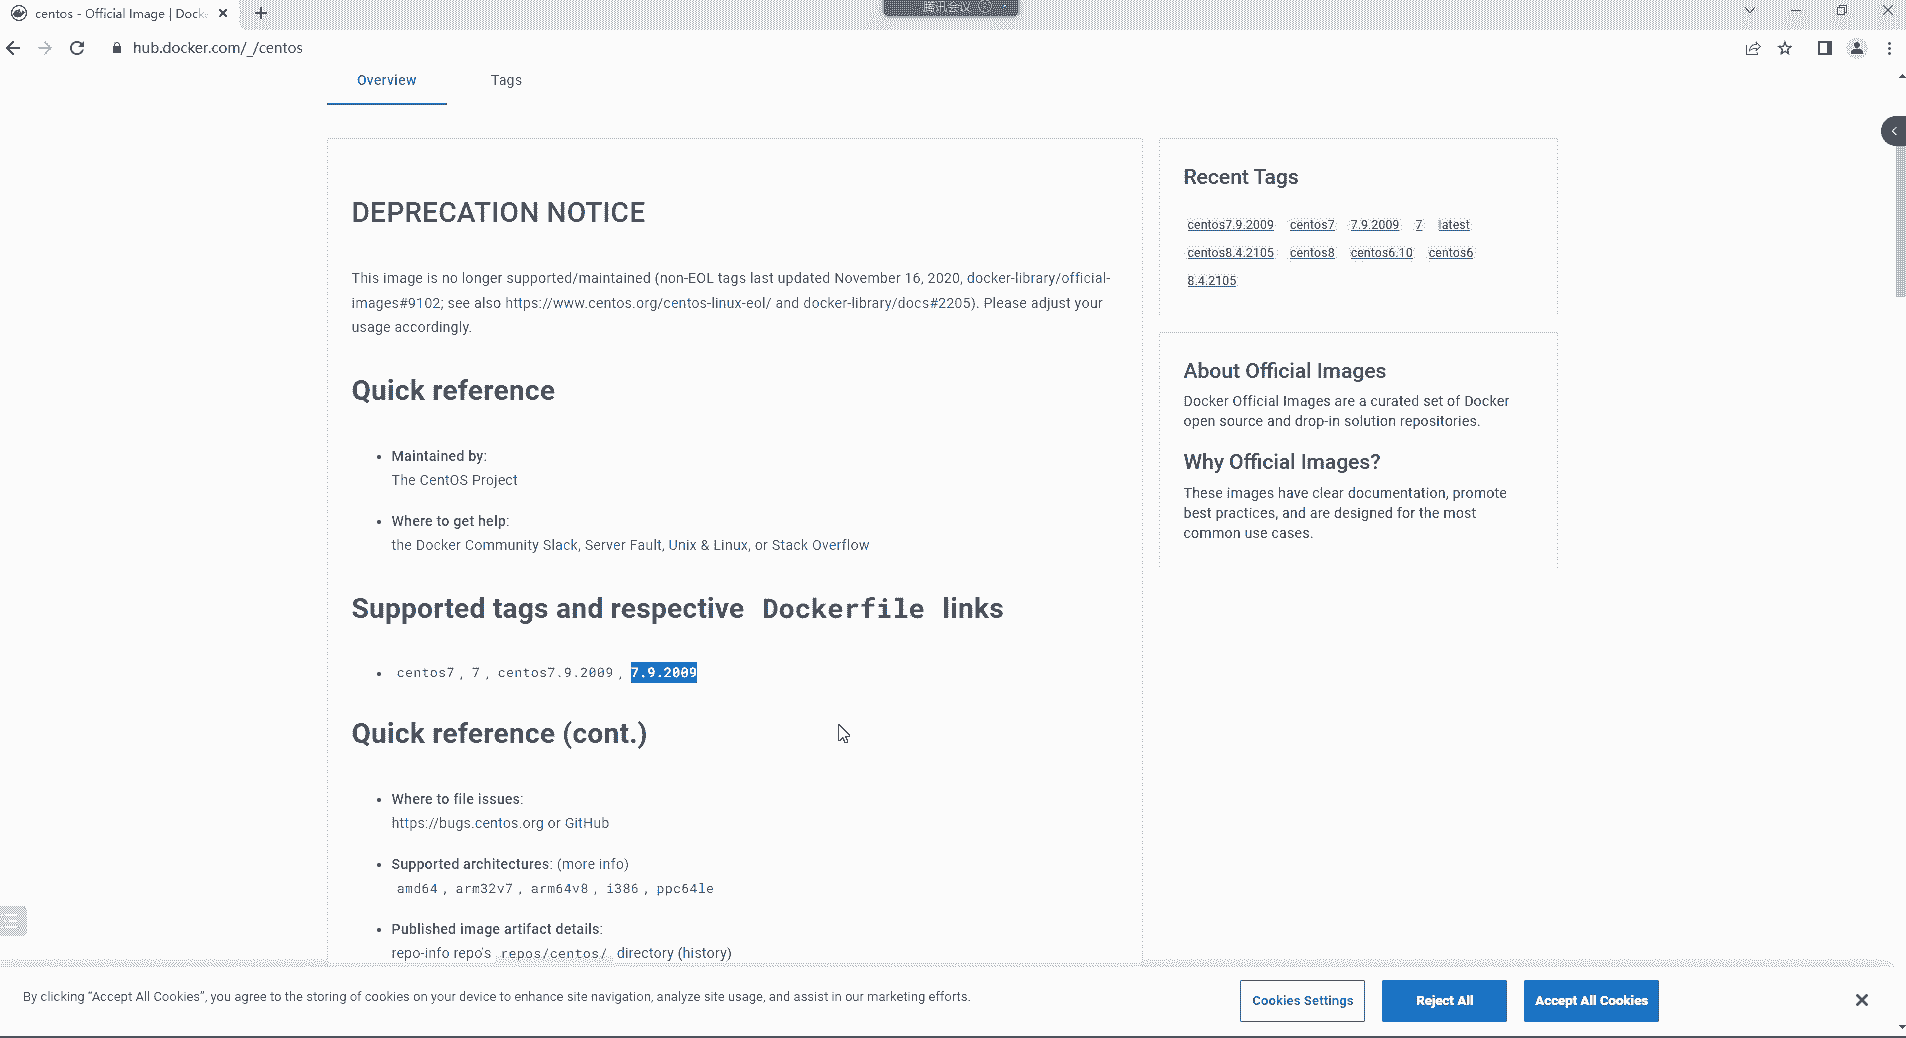 centos - Official Image | Dock
腾讯会议
hub.docker.com/_/centos
Overview
Tags
DEPRECATION NOTICE
This image is no longer supported/maintained (non-EOL tags last updated November 16, 2020, docker-library/official-
images#9102; see also https://www.centos.org/centos-linux-eol/ and docker-library/docs#2205). Please adjust your
usage accordingly.
Quick reference
• Maintained by:
The CentOS Project
• Where to get help:
the Docker Community Slack, Server Fault, Unix & Linux, or Stack Overflow
Supported tags and respective Dockerfile links
• centos7, 7, centos7.9.2009, 7.9.2009
Quick reference (cont.)
• Where to file issues:
https://bugs.centos.org or GitHub
• Supported architectures: (more info)
amd64, arm32v7, arm64v8, i386, ppc64le
• Published image artifact details:
repo-info repo's repos/centos/ directory (history)
Recent Tags
centos7.9.2009 centos7 7.9.2009 7 latest
centos8.4.2105 centos8 centos6.10 centos6
8.4.2105
About Official Images
Docker Official Images are a curated set of Docker
open source and drop-in solution repositories.
Why Official Images?
These images have clear documentation, promote
best practices, and are designed for the most
common use cases.
By clicking “Accept All Cookies”, you agree to the storing of cookies on your device to enhance site navigation, analyze site usage, and assist in our marketing efforts.
Cookies Settings
Reject All
Accept All Cookies